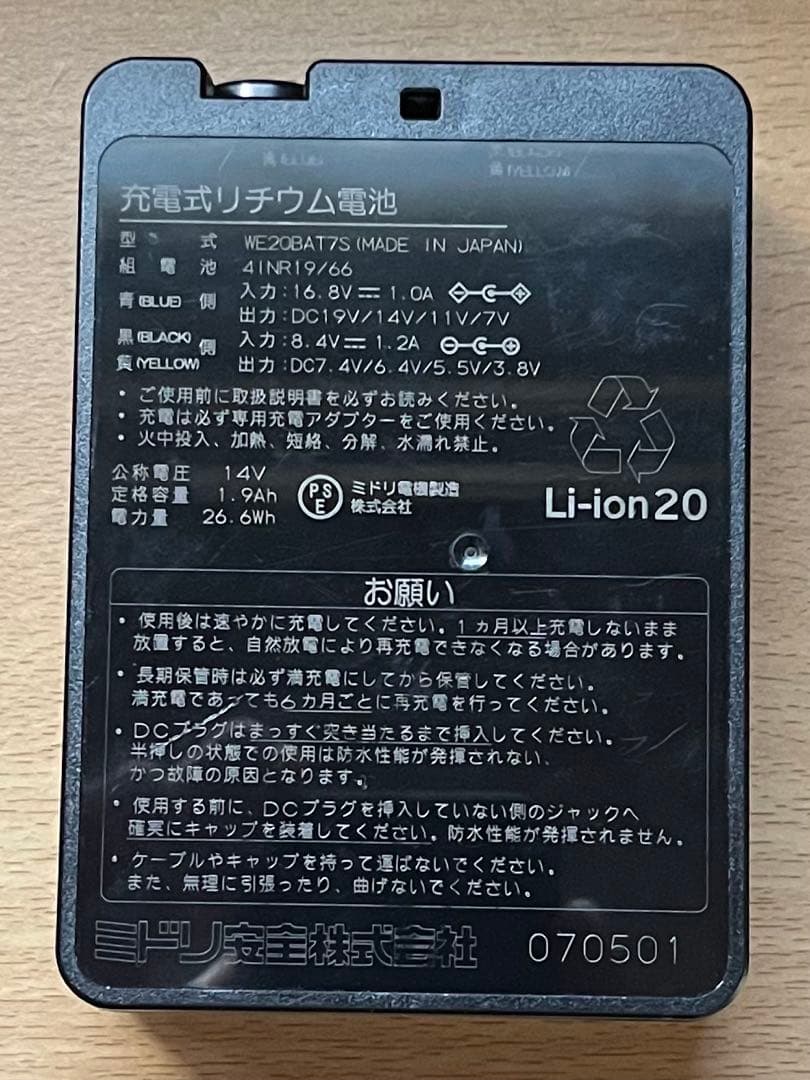 充電式リチウム電池
型 式 WE20BAT7S(MADE IN JAPAN)
組 電 池 4INR19/66
青(BLUE) 側 入力:16.8V⎓1.0A
出力:DC19V/14V/11V/7V
黒(BLACK) 黄(YELLOW) 側 入力:8.4V⎓1.2A
出力:DC7.4V/6.4V/5.5V/3.8V
・ご使用前に取扱説明書を必ずお読みください。
・充電は必ず専用充電アダプターをご使用ください。
・火中投入、加熱、短絡、分解、水濡れ禁止。
公称電圧 14V
定格容量 1.9Ah
電力量 26.6Wh
PSE ミドリ電機製造
株式会社
Li-ion20
お願い
・使用後は速やかに充電してください。1ヵ月以上充電しないまま
放置すると、自然放電により再充電できなくなる場合があります。
・長期保管時は必ず満充電にしてから保管してください。
満充電であっても6カ月ごとに再充電を行ってください。
・DCプラグはまっすぐ突き当たるまで挿入してください。
半押しの状態での使用は防水性能が発揮されない、
かつ故障の原因となります。
・使用する前に、DCプラグを挿入していない側のジャックへ
確実にキャップを装着してください。防水性能が発揮されません。
・ケーブルやキャップを持って運ばないでください。
また、無理に引張ったり、曲げないでください。
ミドリ安全株式会社 070501